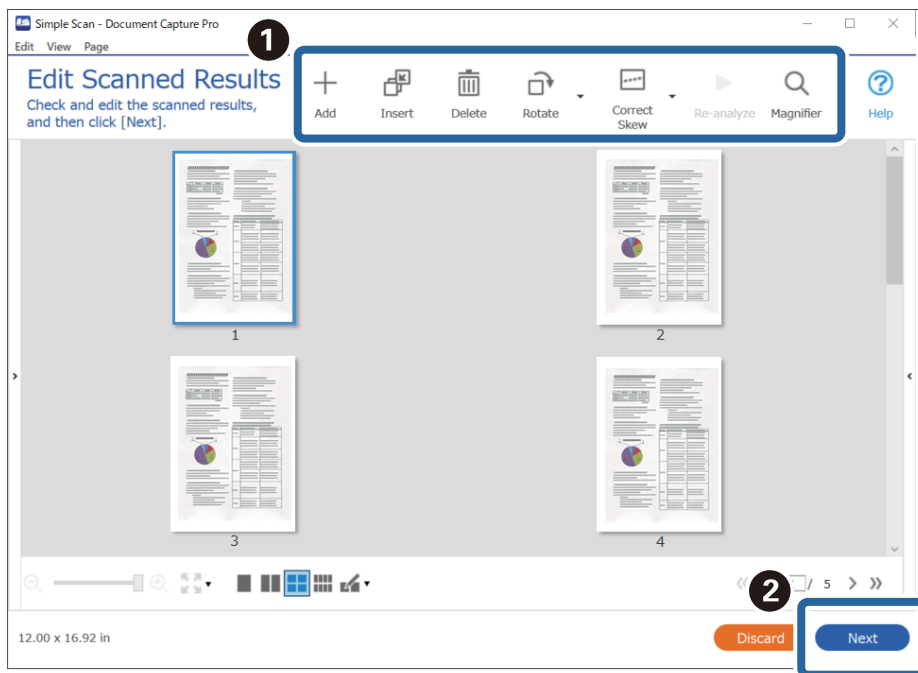 Simple Scan - Document Capture Pro
Edit View Page
1
Edit Scanned Results
Check and edit the scanned results,
and then click [Next].
Add
Insert
Delete
Rotate
Correct
Skew
Re-analyze
Magnifier
Help
1
2
3
4
/ 5
2
12.00 x 16.92 in
Discard
Next